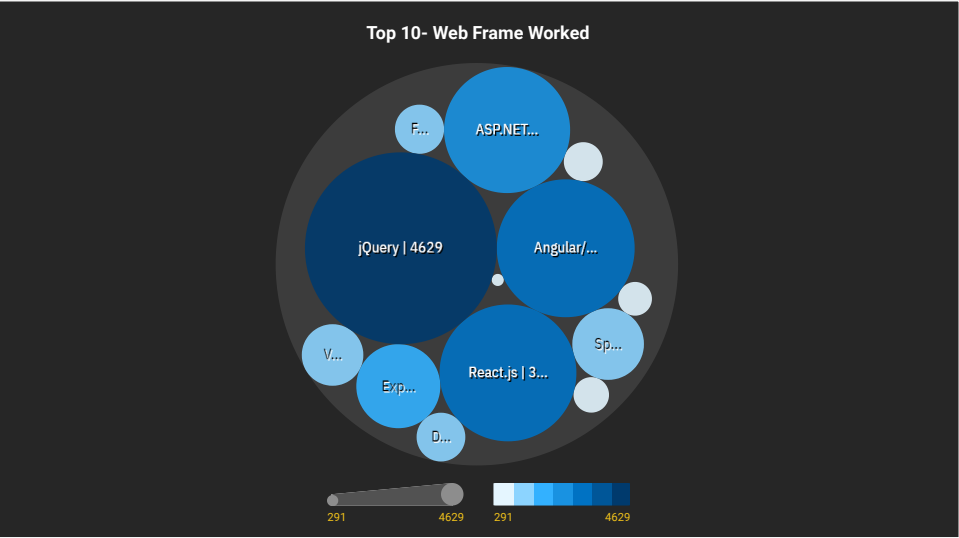 Top 10- Web Frame Worked
F...
ASP.NET...
jQuery | 4629
Angular/...
Sp...
V...
Exp...
React.js | 3...
D...
291
4629
291
4629